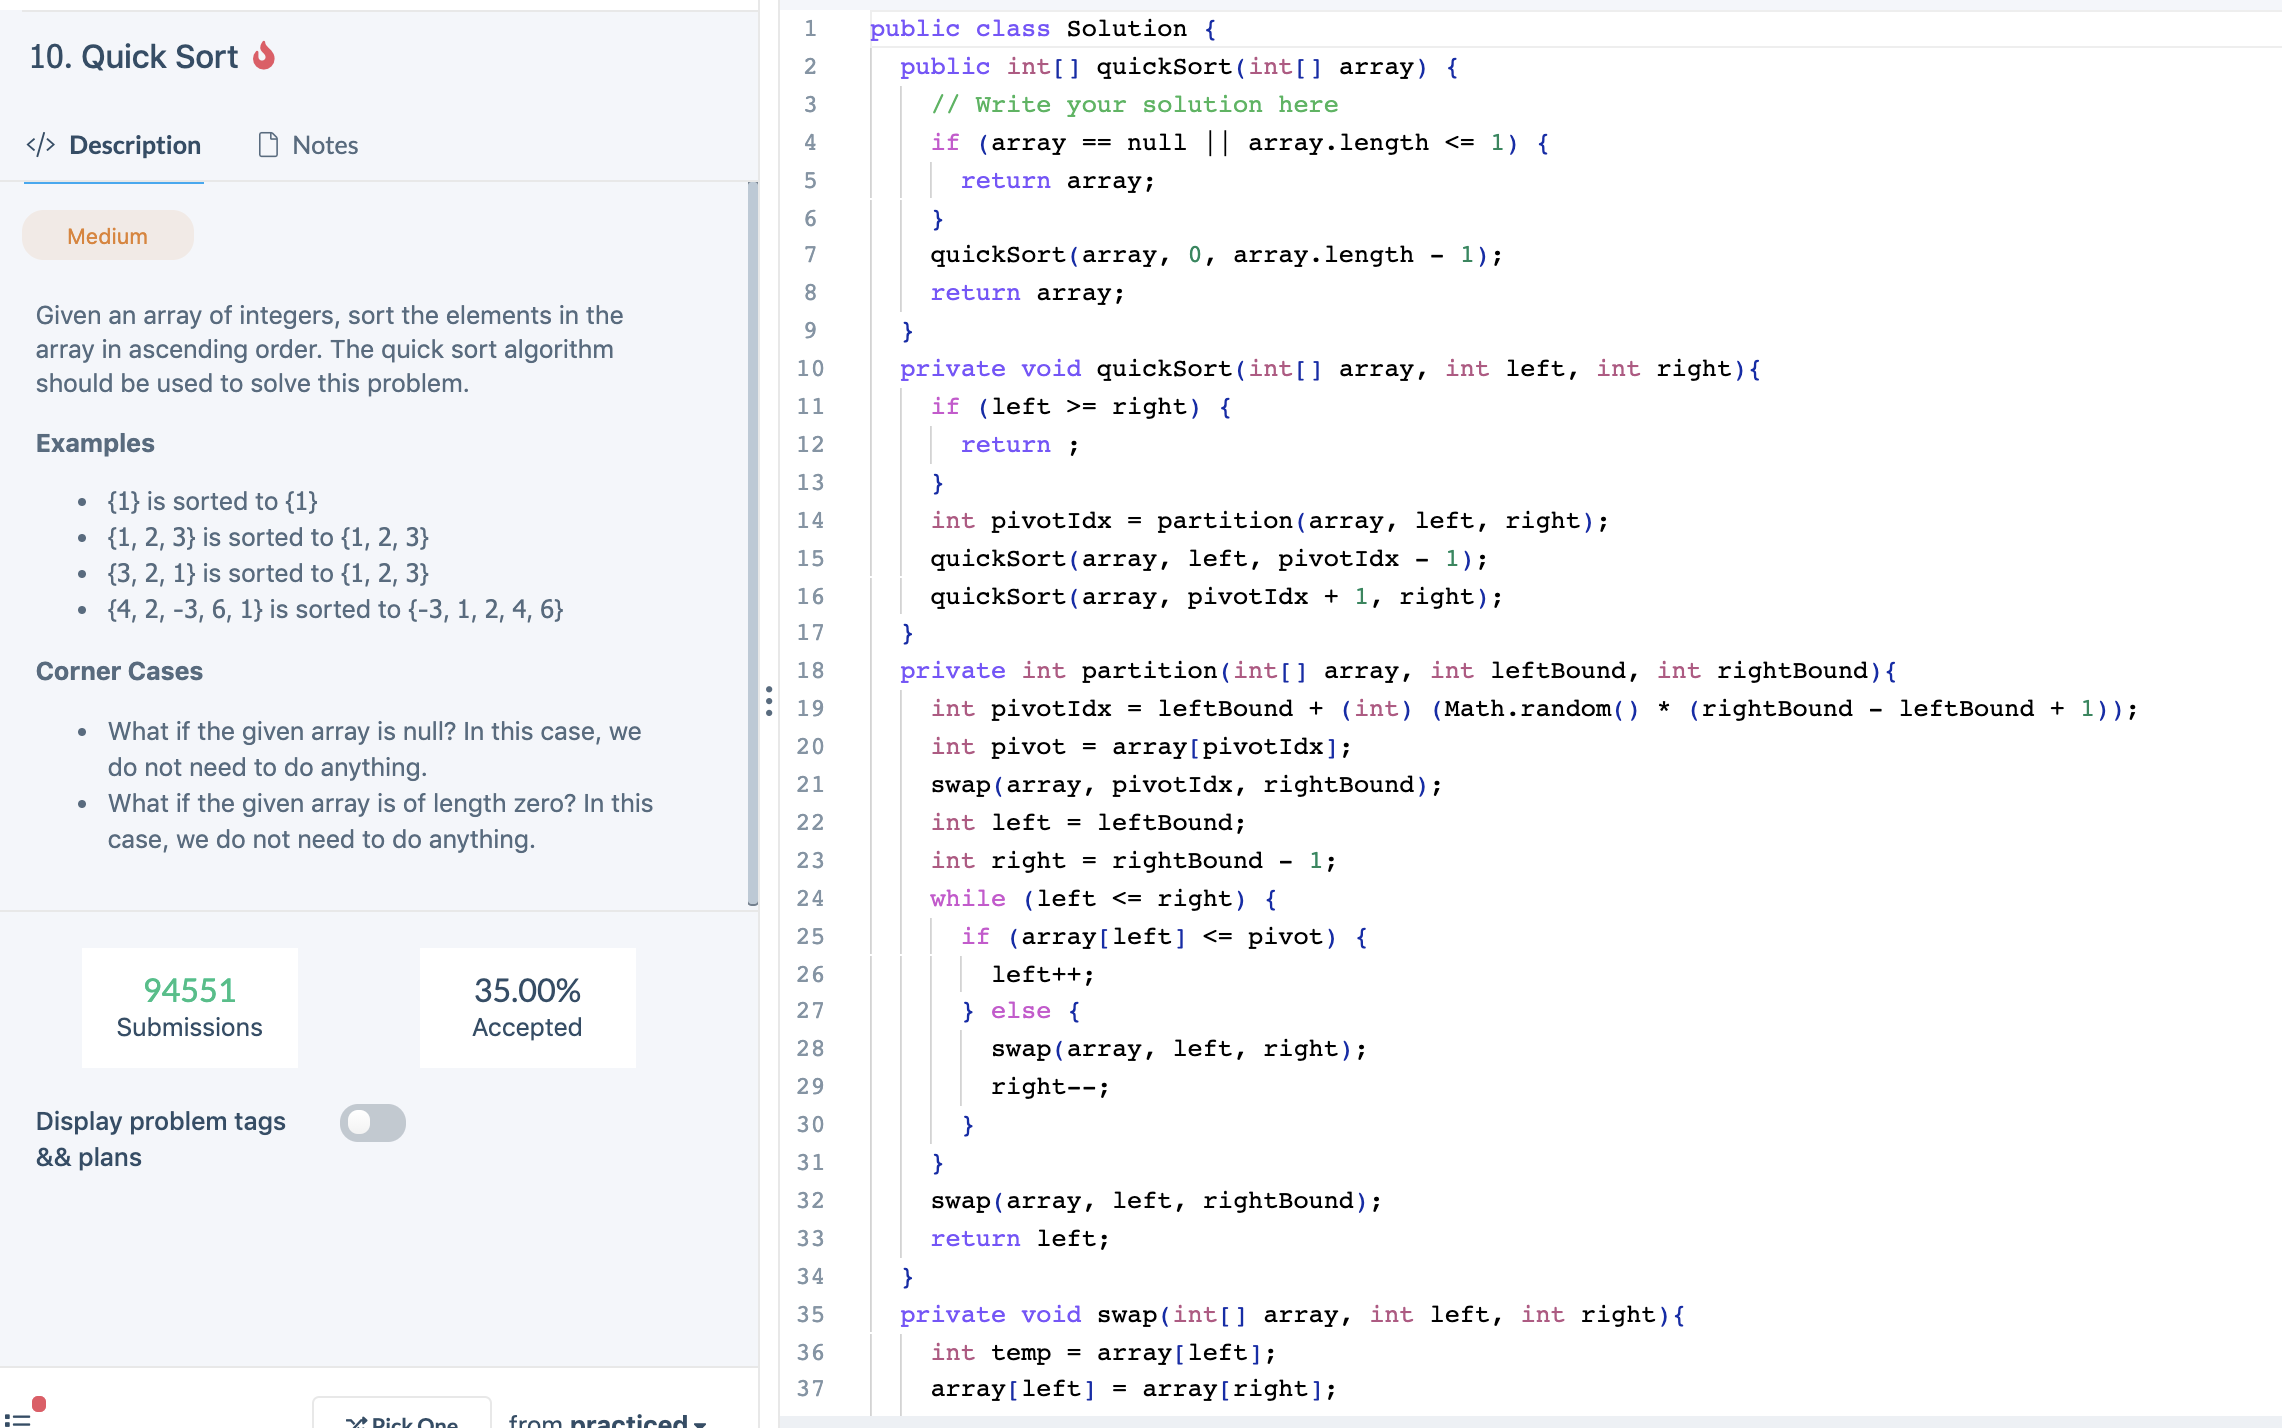 10. Quick Sort
</> Description
Notes
Medium
Given an array of integers, sort the elements in the
array in ascending order. The quick sort algorithm
should be used to solve this problem.
Examples
• {1} is sorted to {1}
• {1, 2, 3} is sorted to {1, 2, 3}
• {3, 2, 1} is sorted to {1, 2, 3}
• {4, 2, -3, 6, 1} is sorted to {-3, 1, 2, 4, 6}
Corner Cases
• What if the given array is null? In this case, we
do not need to do anything.
• What if the given array is of length zero? In this
case, we do not need to do anything.
94551
Submissions
35.00%
Accepted
Display problem tags
&& plans
Pick One
from practiced
1 public class Solution {
2   public int[] quickSort(int[] array) {
3     // Write your solution here
4     if (array == null || array.length <= 1) {
5       return array;
6     }
7     quickSort(array, 0, array.length - 1);
8     return array;
9   }
10   private void quickSort(int[] array, int left, int right){
11     if (left >= right) {
12       return ;
13     }
14     int pivotIdx = partition(array, left, right);
15     quickSort(array, left, pivotIdx - 1);
16     quickSort(array, pivotIdx + 1, right);
17   }
18   private int partition(int[] array, int leftBound, int rightBound){
19     int pivotIdx = leftBound + (int) (Math.random() * (rightBound - leftBound + 1));
20     int pivot = array[pivotIdx];
21     swap(array, pivotIdx, rightBound);
22     int left = leftBound;
23     int right = rightBound - 1;
24     while (left <= right) {
25       if (array[left] <= pivot) {
26         left++;
27       } else {
28         swap(array, left, right);
29         right--;
30       }
31     }
32     swap(array, left, rightBound);
33     return left;
34   }
35   private void swap(int[] array, int left, int right){
36     int temp = array[left];
37     array[left] = array[right];